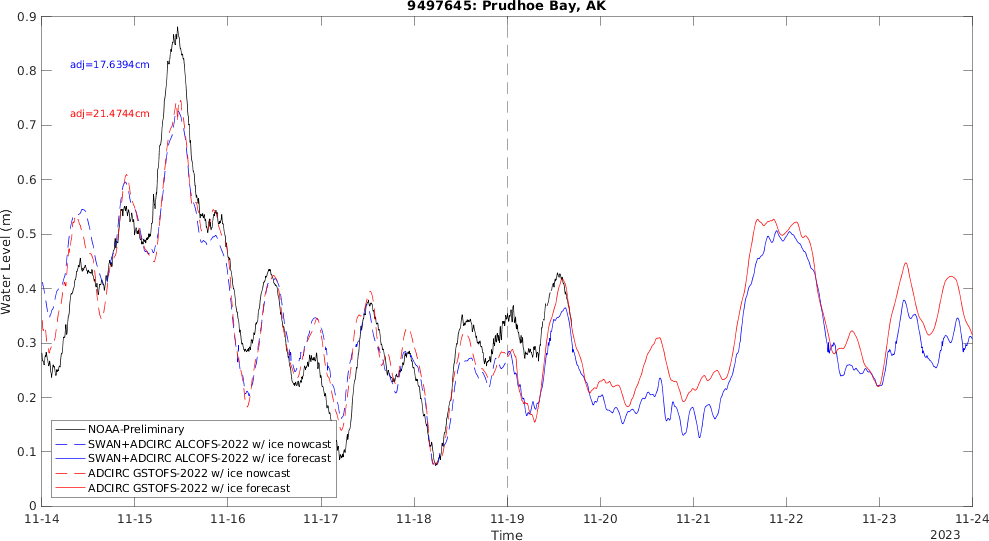 9497645: Prudhoe Bay, AK
adj=17.6394cm
adj=21.4744cm
Water Level (m)
0.9
0.8
0.7
0.6
0.5
0.4
0.3
0.2
0.1
0
NOAA-Preliminary
SWAN+ADCIRC ALCOFS-2022 w/ ice nowcast
SWAN+ADCIRC ALCOFS-2022 w/ ice forecast
ADCIRC GSTOFS-2022 w/ ice nowcast
ADCIRC GSTOFS-2022 w/ ice forecast
11-14 11-15 11-16 11-17 11-18 11-19 11-20 11-21 11-22 11-23 11-24
Time
2023